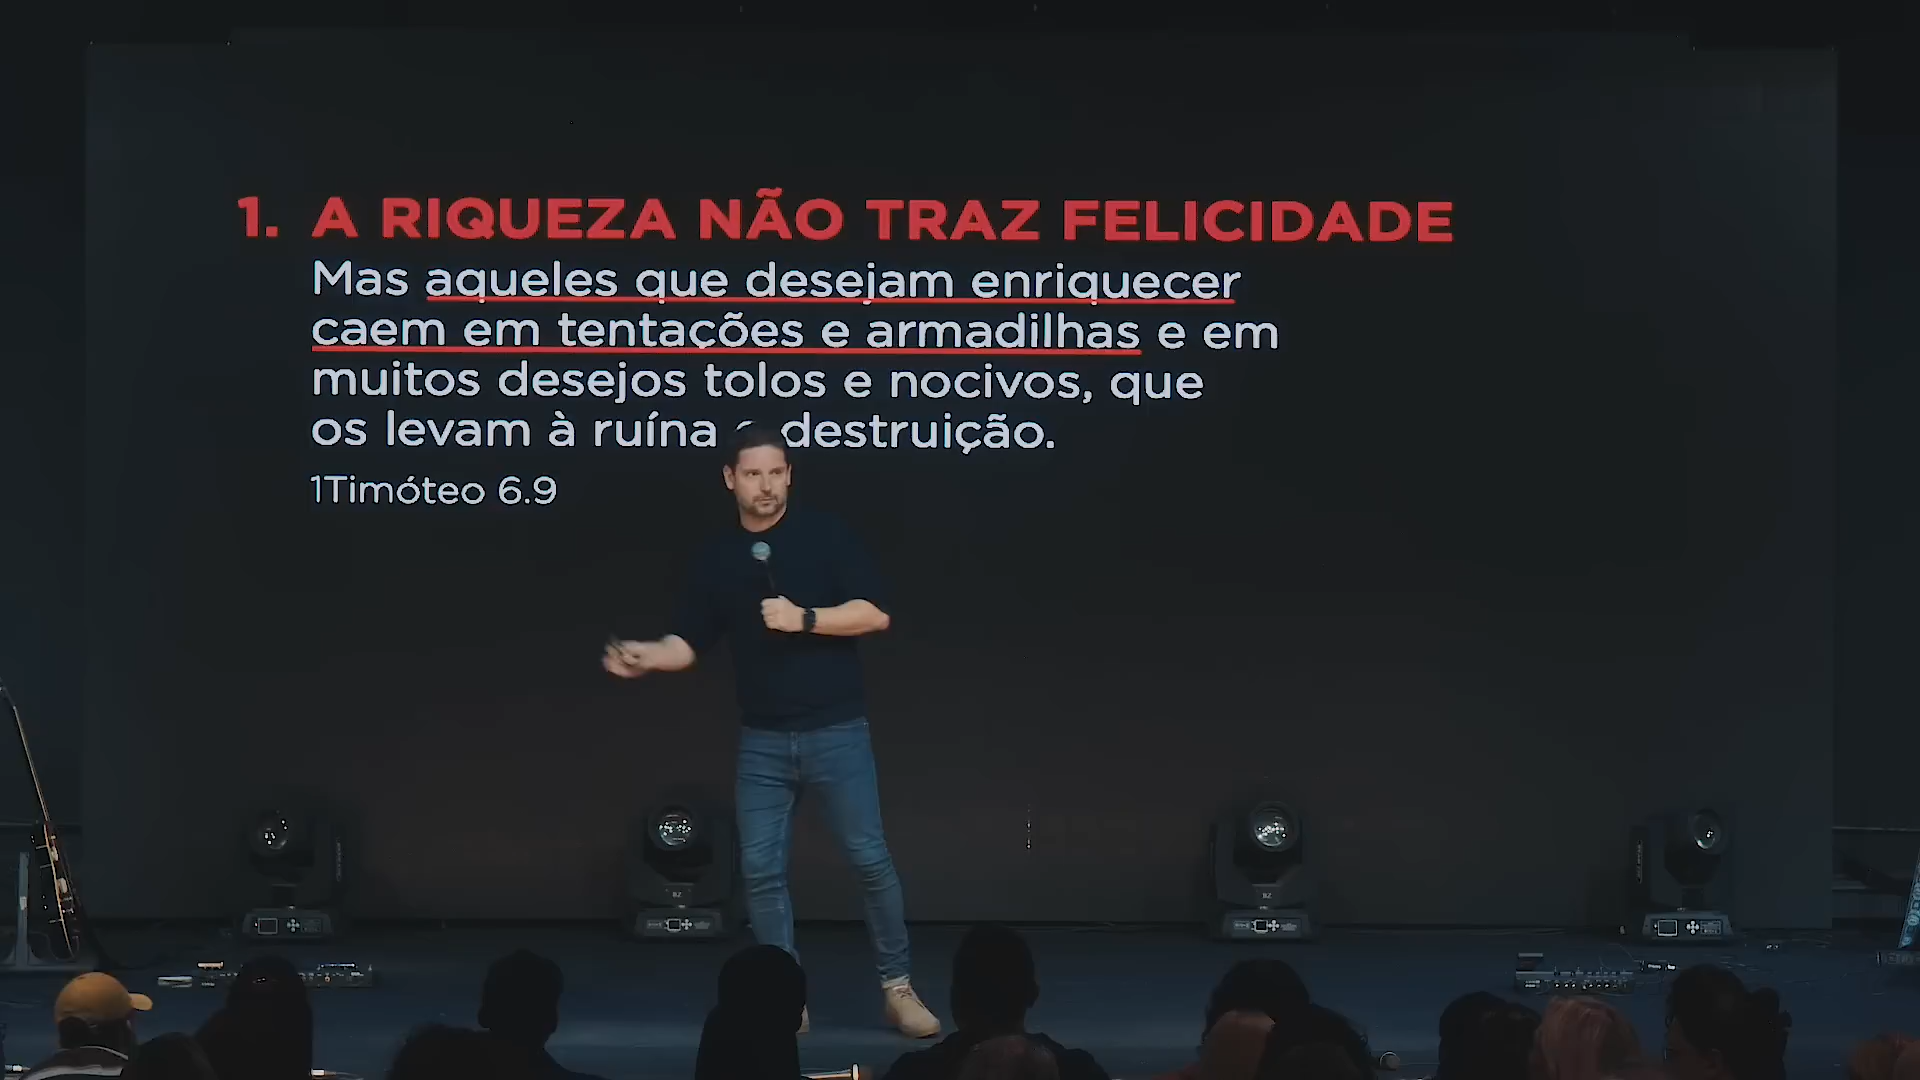 1. A RIQUEZA NÃO TRAZ FELICIDADE
Mas aqueles que desejam enriquecer
caem em tentações e armadilhas e em
muitos desejos tolos e nocivos, que
os levam à ruína e destruição.
1Timóteo 6.9